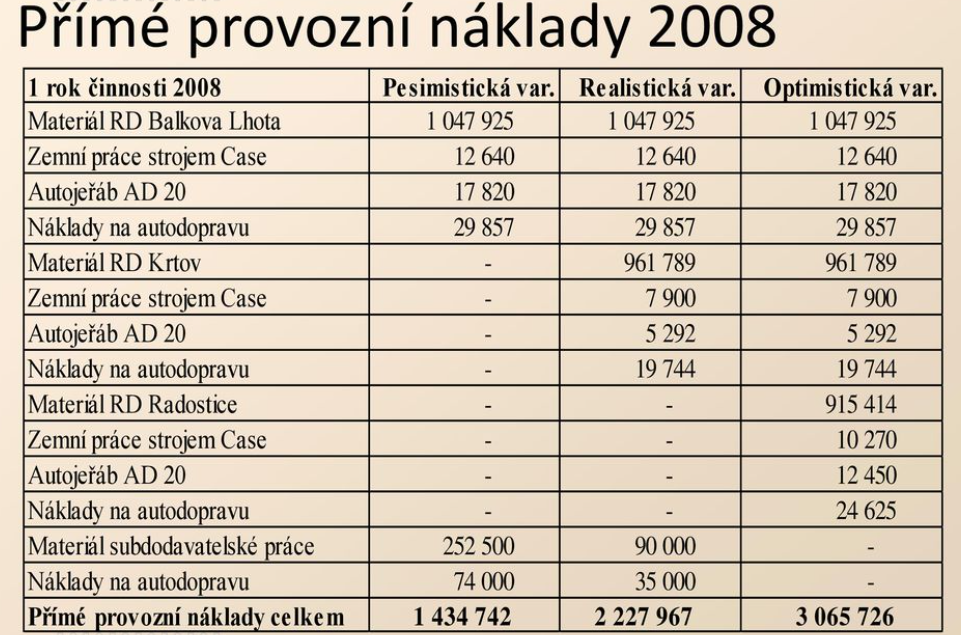 Přímé provozní náklady 2008
1 rok činnosti 2008 Pesimistická var. Realistická var. Optimistická var.
Materiál RD Balkova Lhota 1 047 925 1 047 925 1 047 925
Zemní práce strojem Case 12 640 12 640 12 640
Autojeřáb AD 20 17 820 17 820 17 820
Náklady na autodopravu 29 857 29 857 29 857
Materiál RD Krtov - 961 789 961 789
Zemní práce strojem Case - 7 900 7 900
Autojeřáb AD 20 - 5 292 5 292
Náklady na autodopravu - 19 744 19 744
Materiál RD Radostice - - 915 414
Zemní práce strojem Case - - 10 270
Autojeřáb AD 20 - - 12 450
Náklady na autodopravu - - 24 625
Materiál subdodavatelské práce 252 500 90 000 -
Náklady na autodopravu 74 000 35 000 -
Přímé provozní náklady celkem 1 434 742 2 227 967 3 065 726